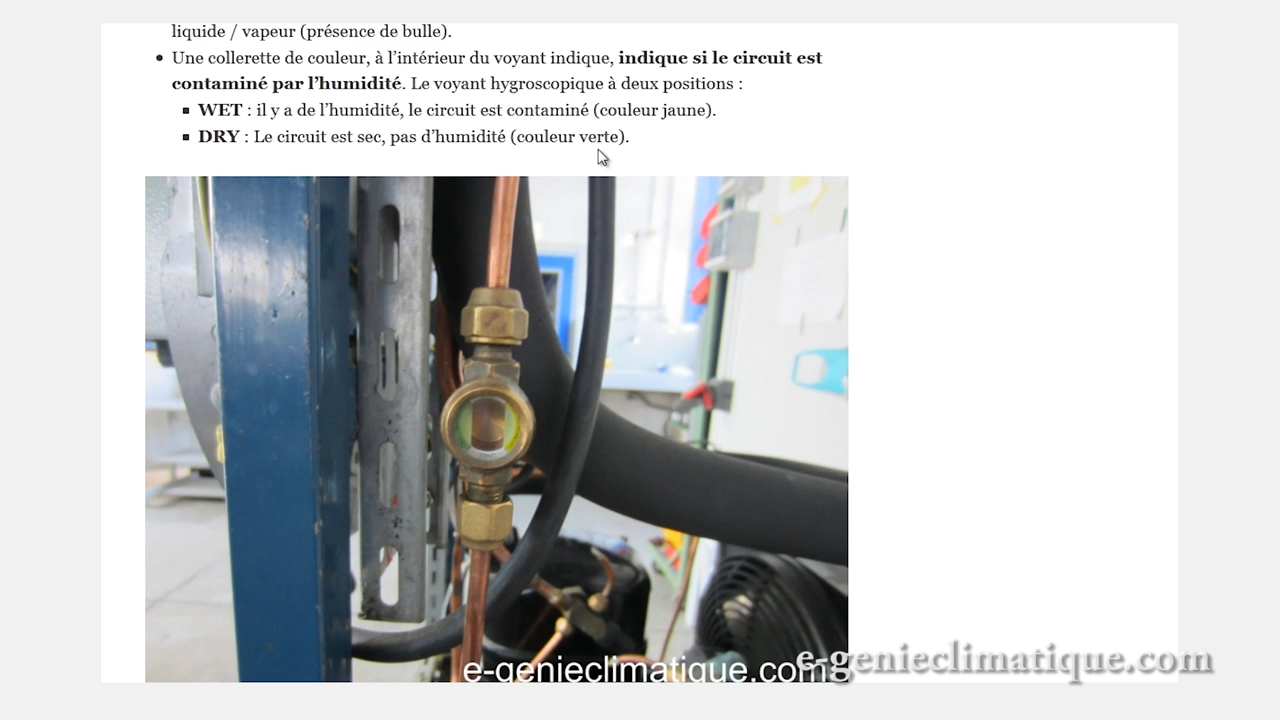 liquide / vapeur (présence de bulle).
Une collerette de couleur, à l’intérieur du voyant indique, indique si le circuit est
contaminé par l’humidité. Le voyant hygroscopique à deux positions :
WET : il y a de l’humidité, le circuit est contaminé (couleur jaune).
DRY : Le circuit est sec, pas d’humidité (couleur verte).
e-genieclimatique.com
e-genieclimatique.com